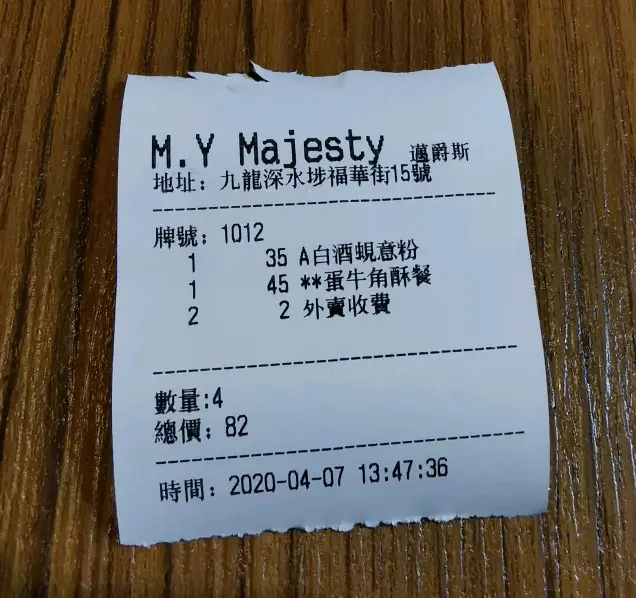 M.Y Majesty 邁爵斯
地址: 九龍深水埗福華街15號
牌號: 1012
1 35 A白酒蜆意粉
1 45 **蛋牛角酥餐
2 2 外賣收費
數量:4
總價: 82
時間: 2020-04-07 13:47:36